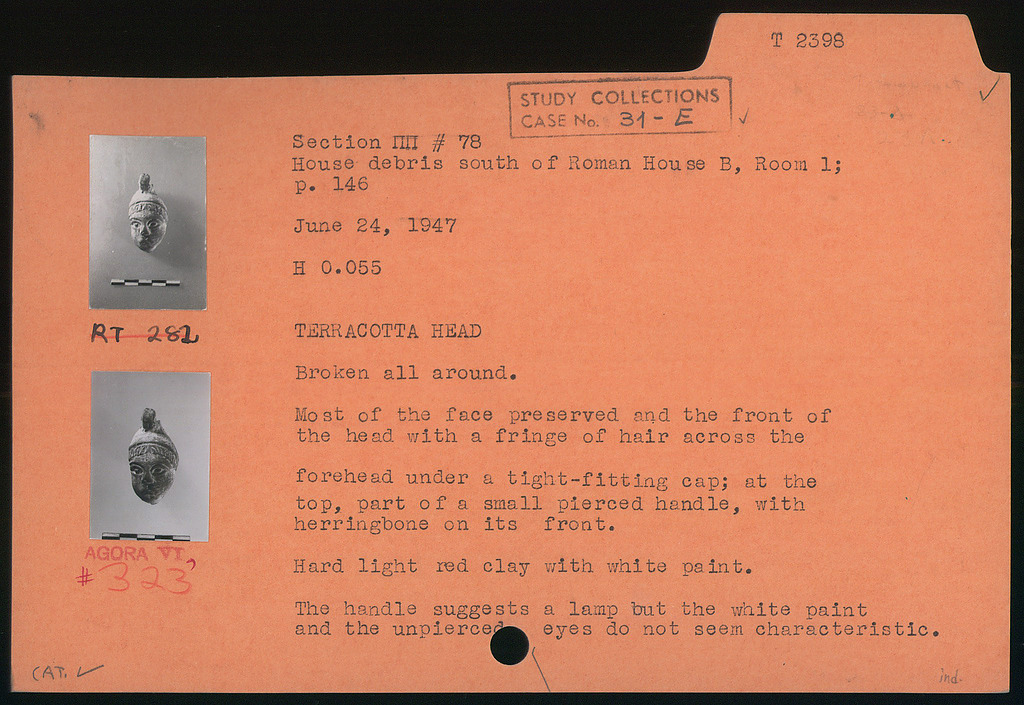 T 2398
STUDY COLLECTIONS
CASE No. 31-E
Section ΠΠ # 78
House debris south of Roman House B, Room 1;
p. 146
June 24, 1947
H 0.055
RT 282
TERRACOTTA HEAD
Broken all around.
Most of the face preserved and the front of
the head with a fringe of hair across the
forehead under a tight-fitting cap; at the
top, part of a small pierced handle, with
herringbone on its front.
AGORA VI,
# 323
Hard light red clay with white paint.
The handle suggests a lamp but the white paint
and the unpierced eyes do not seem characteristic.
CAT. ✓
ind.